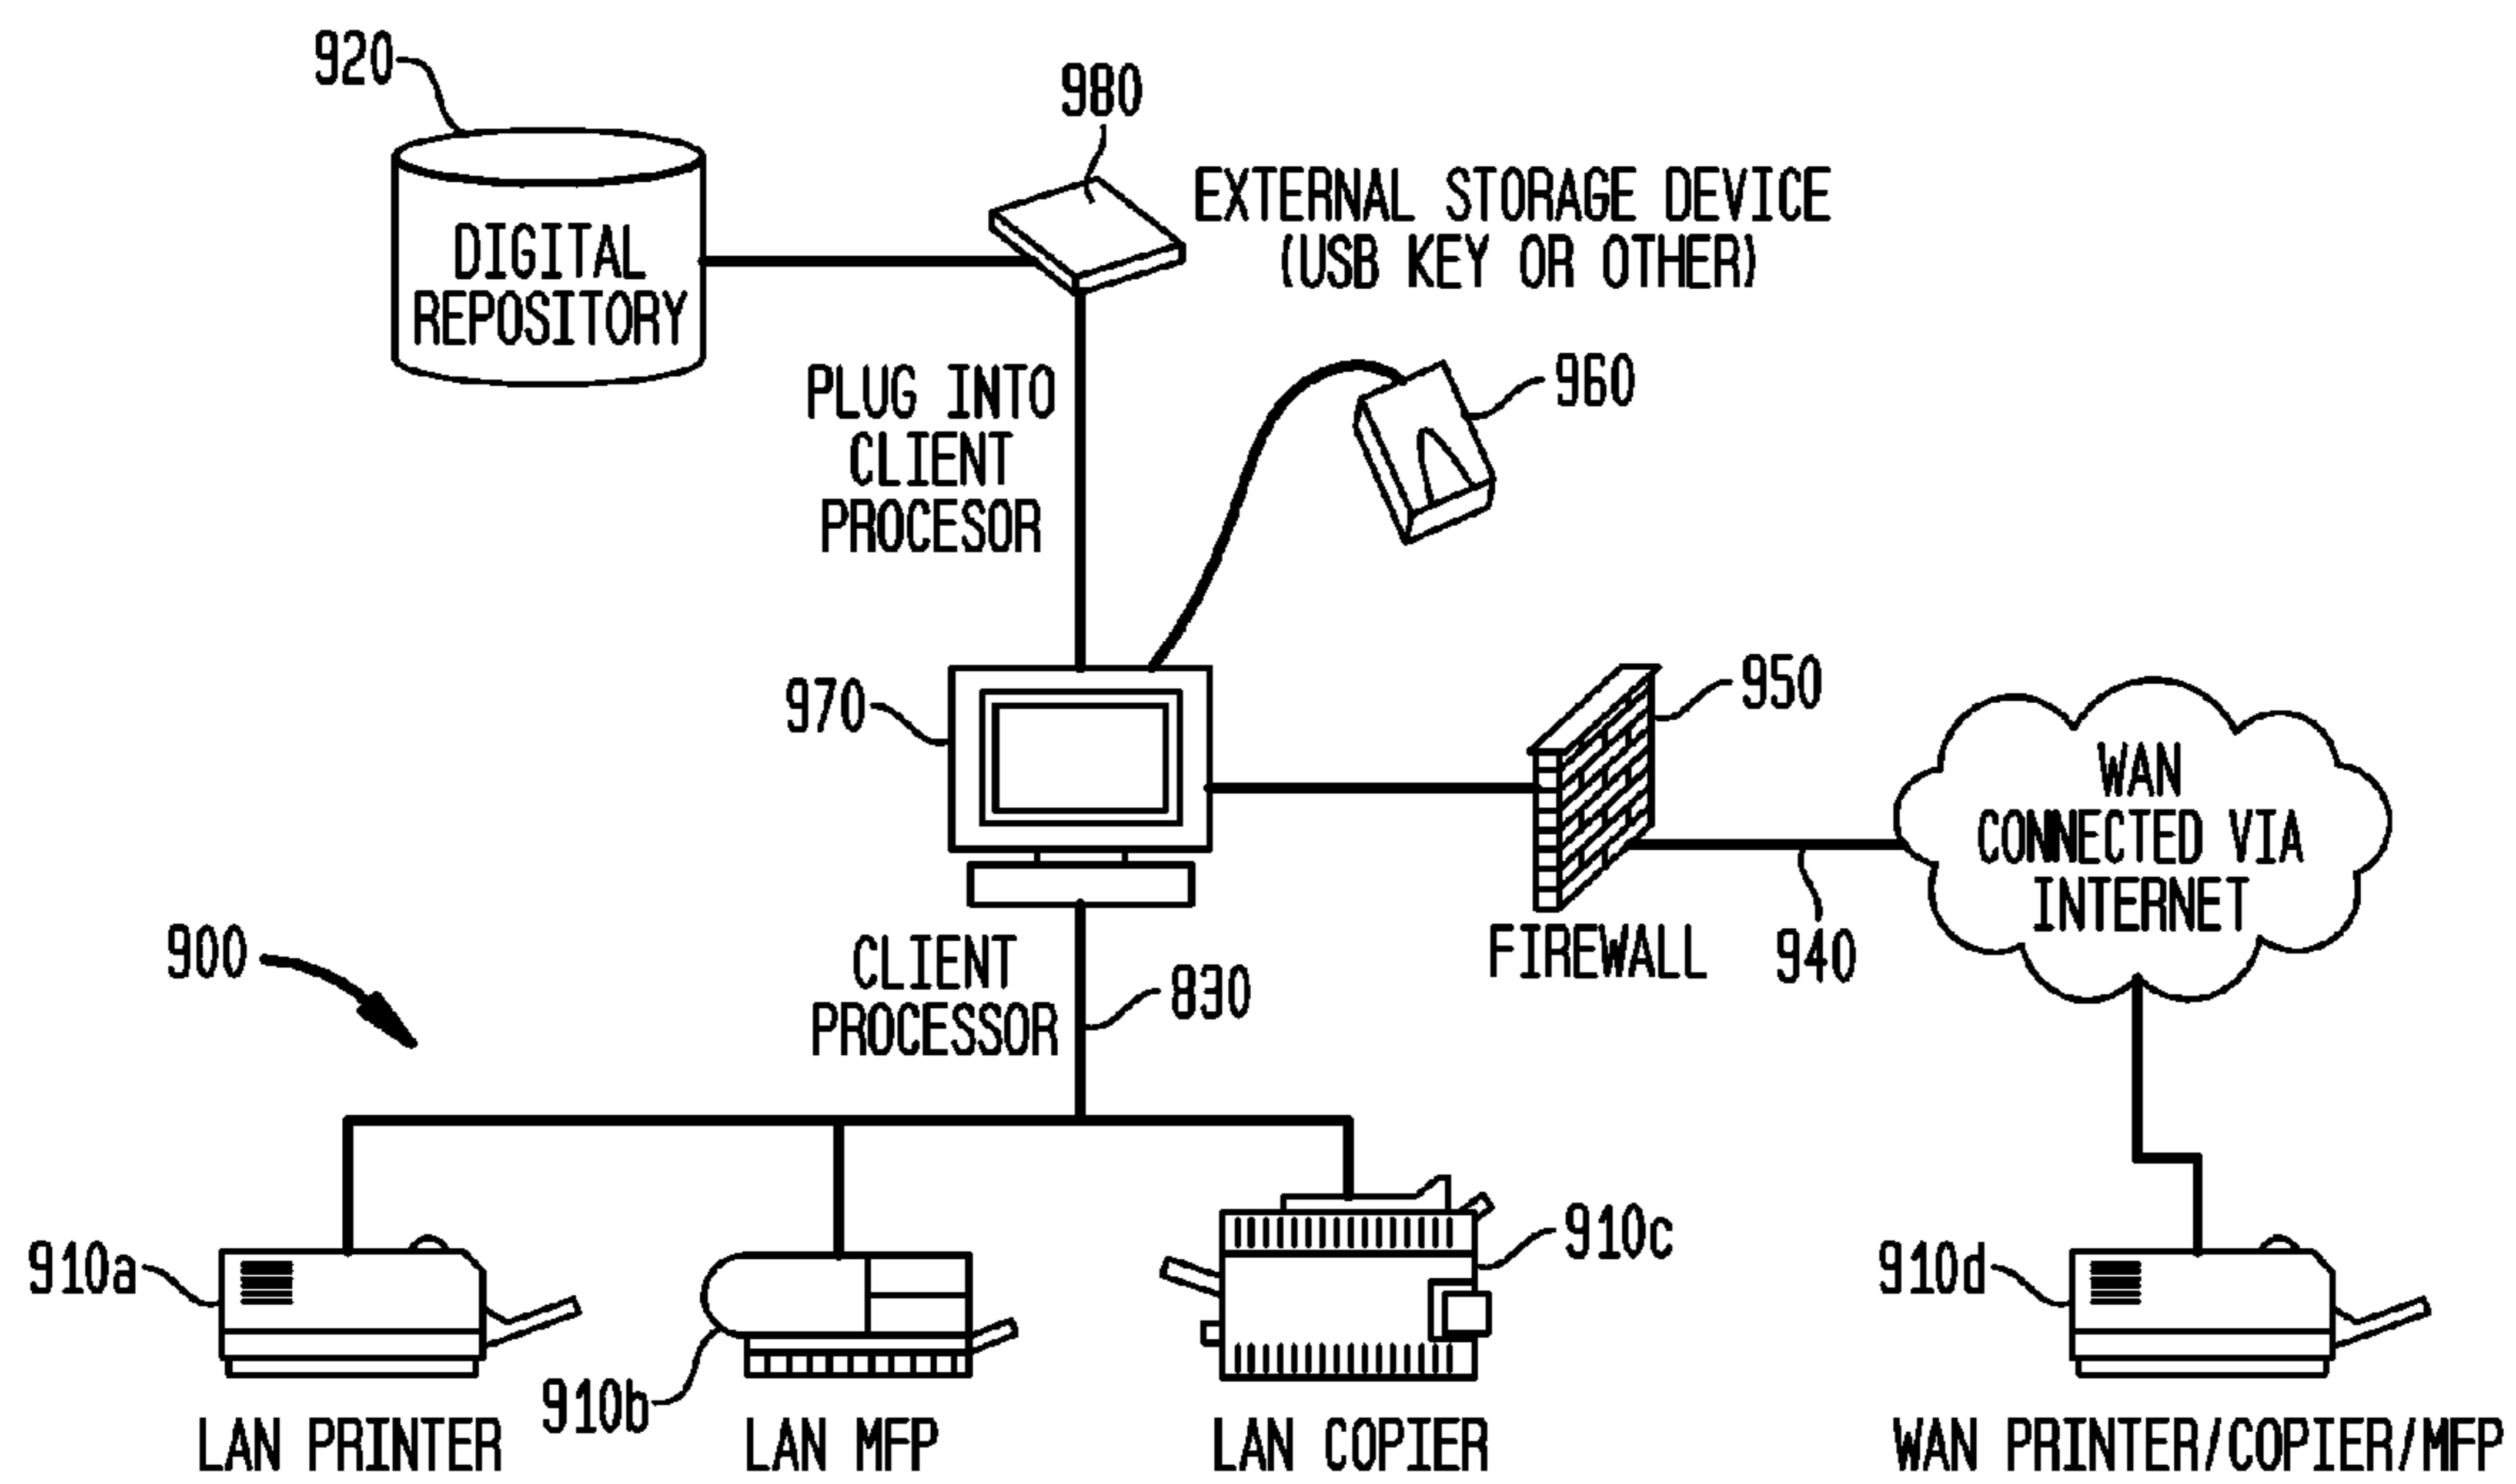 920
980
EXTERNAL STORAGE DEVICE
(USB KEY OR OTHER)
DIGITAL
REPOSITORY
PLUG INTO
CLIENT
PROCESOR
960
970
950
WAN
CONNECTED VIA
INTERNET
FIREWALL
940
900
CLIENT
PROCESSOR
830
910a
910b
910c
910d
LAN PRINTER
LAN MFP
LAN COPIER
WAN PRINTER/COPIER/MFP